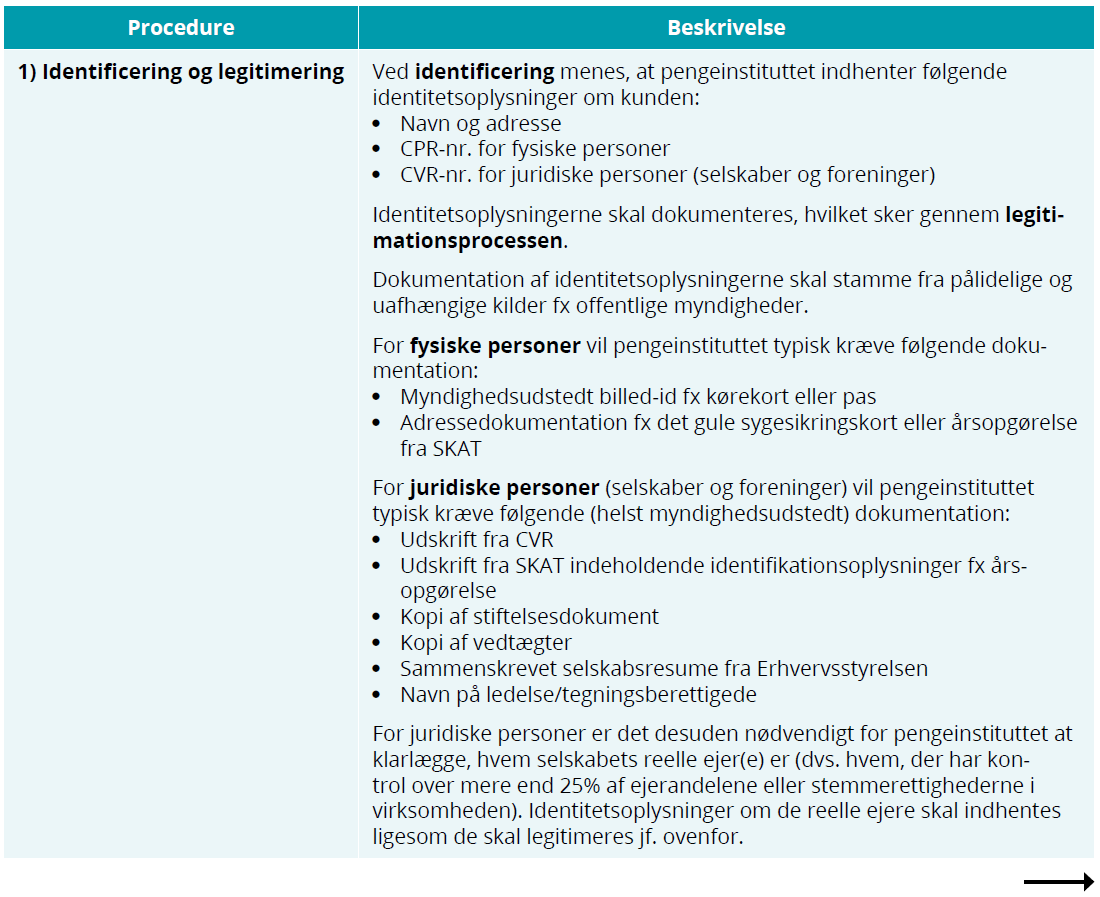 Procedure
Beskrivelse
1) Identificering og legitimering
Ved identificering menes, at pengeinstituttet indhenter følgende
identitetsoplysninger om kunden:
• Navn og adresse
• CPR-nr. for fysiske personer
• CVR-nr. for juridiske personer (selskaber og foreninger)
Identitetsoplysningerne skal dokumenteres, hvilket sker gennem legiti-
mationsprocessen.
Dokumentation af identitetsoplysningerne skal stamme fra pålidelige og
uafhængige kilder fx offentlige myndigheder.
For fysiske personer vil pengeinstituttet typisk kræve følgende doku-
mentation:
• Myndighedsudstedt billed-id fx kørekort eller pas
• Adressedokumentation fx det gule sygesikringskort eller årsopgørelse
fra SKAT
For juridiske personer (selskaber og foreninger) vil pengeinstituttet
typisk kræve følgende (helst myndighedsudstedt) dokumentation:
• Udskrift fra CVR
• Udskrift fra SKAT indeholdende identifikationsoplysninger fx års-
opgørelse
• Kopi af stiftelsesdokument
• Kopi af vedtægter
• Sammenskrevet selskabsresume fra Erhvervsstyrelsen
• Navn på ledelse/tegningsberettigede
For juridiske personer er det desuden nødvendigt for pengeinstituttet at
klarlægge, hvem selskabets reelle ejer(e) er (dvs. hvem, der har kon-
trol over mere end 25% af ejerandelene eller stemmerettighederne i
virksomheden). Identitetsoplysninger om de reelle ejere skal indhentes
ligesom de skal legitimeres jf. ovenfor.